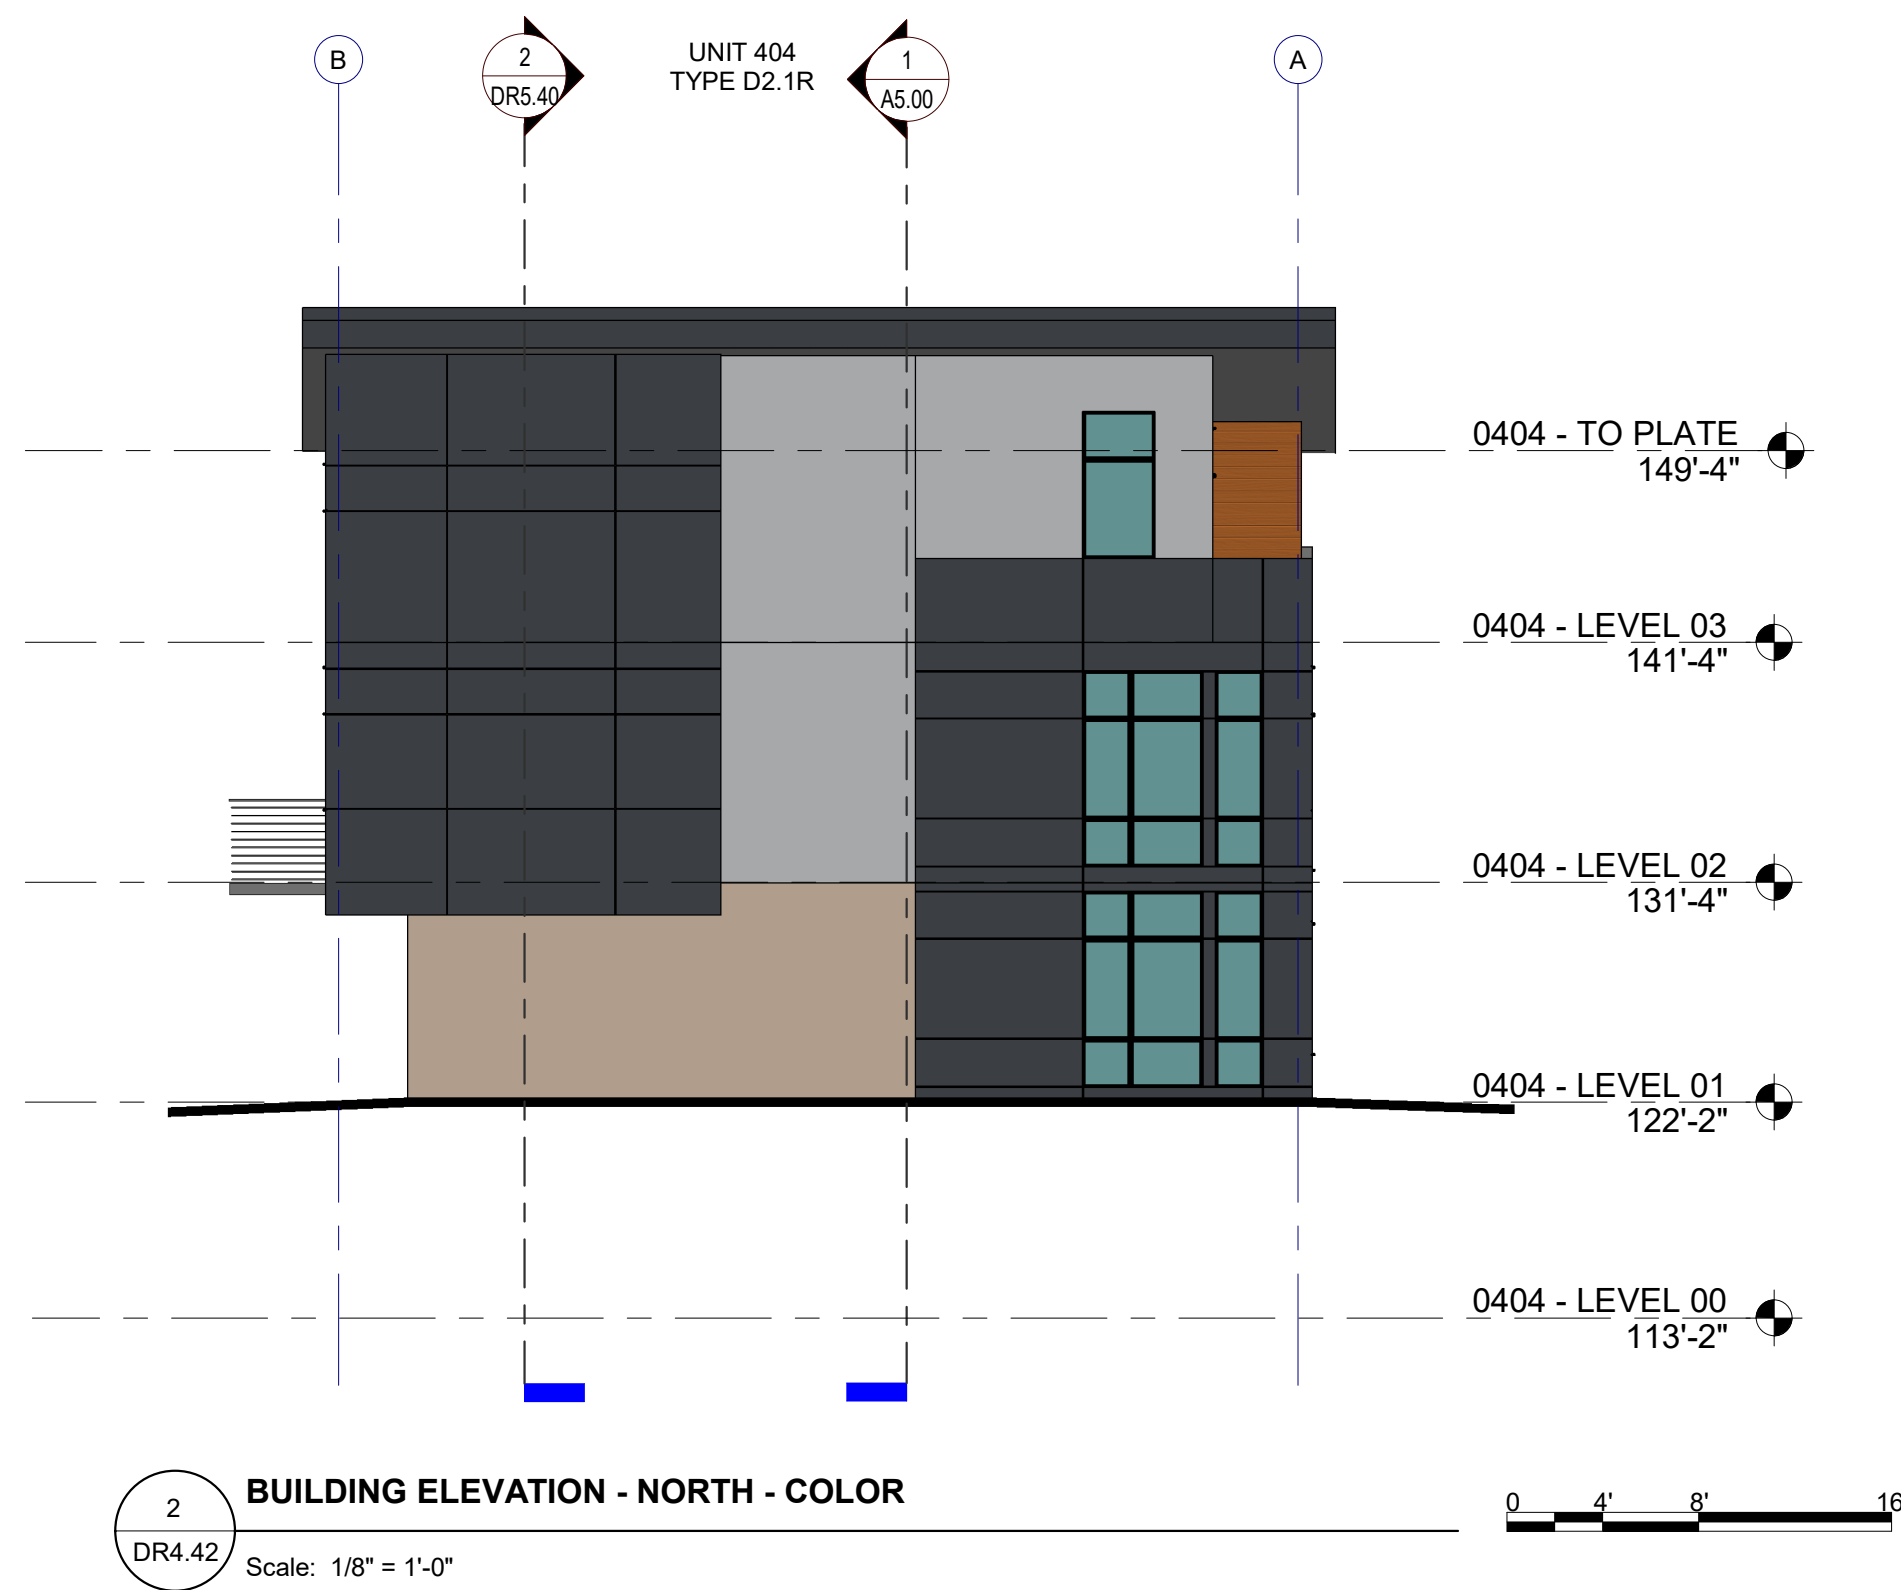 B
2
DR5.40
UNIT 404
TYPE D2.1R
1
A5.00
A
0404 - TO PLATE
149'-4"
0404 - LEVEL 03
141'-4"
0404 - LEVEL 02
131'-4"
0404 - LEVEL 01
122'-2"
0404 - LEVEL 00
113'-2"
2
DR4.42
BUILDING ELEVATION - NORTH - COLOR
Scale: 1/8" = 1'-0"
0 4' 8' 16